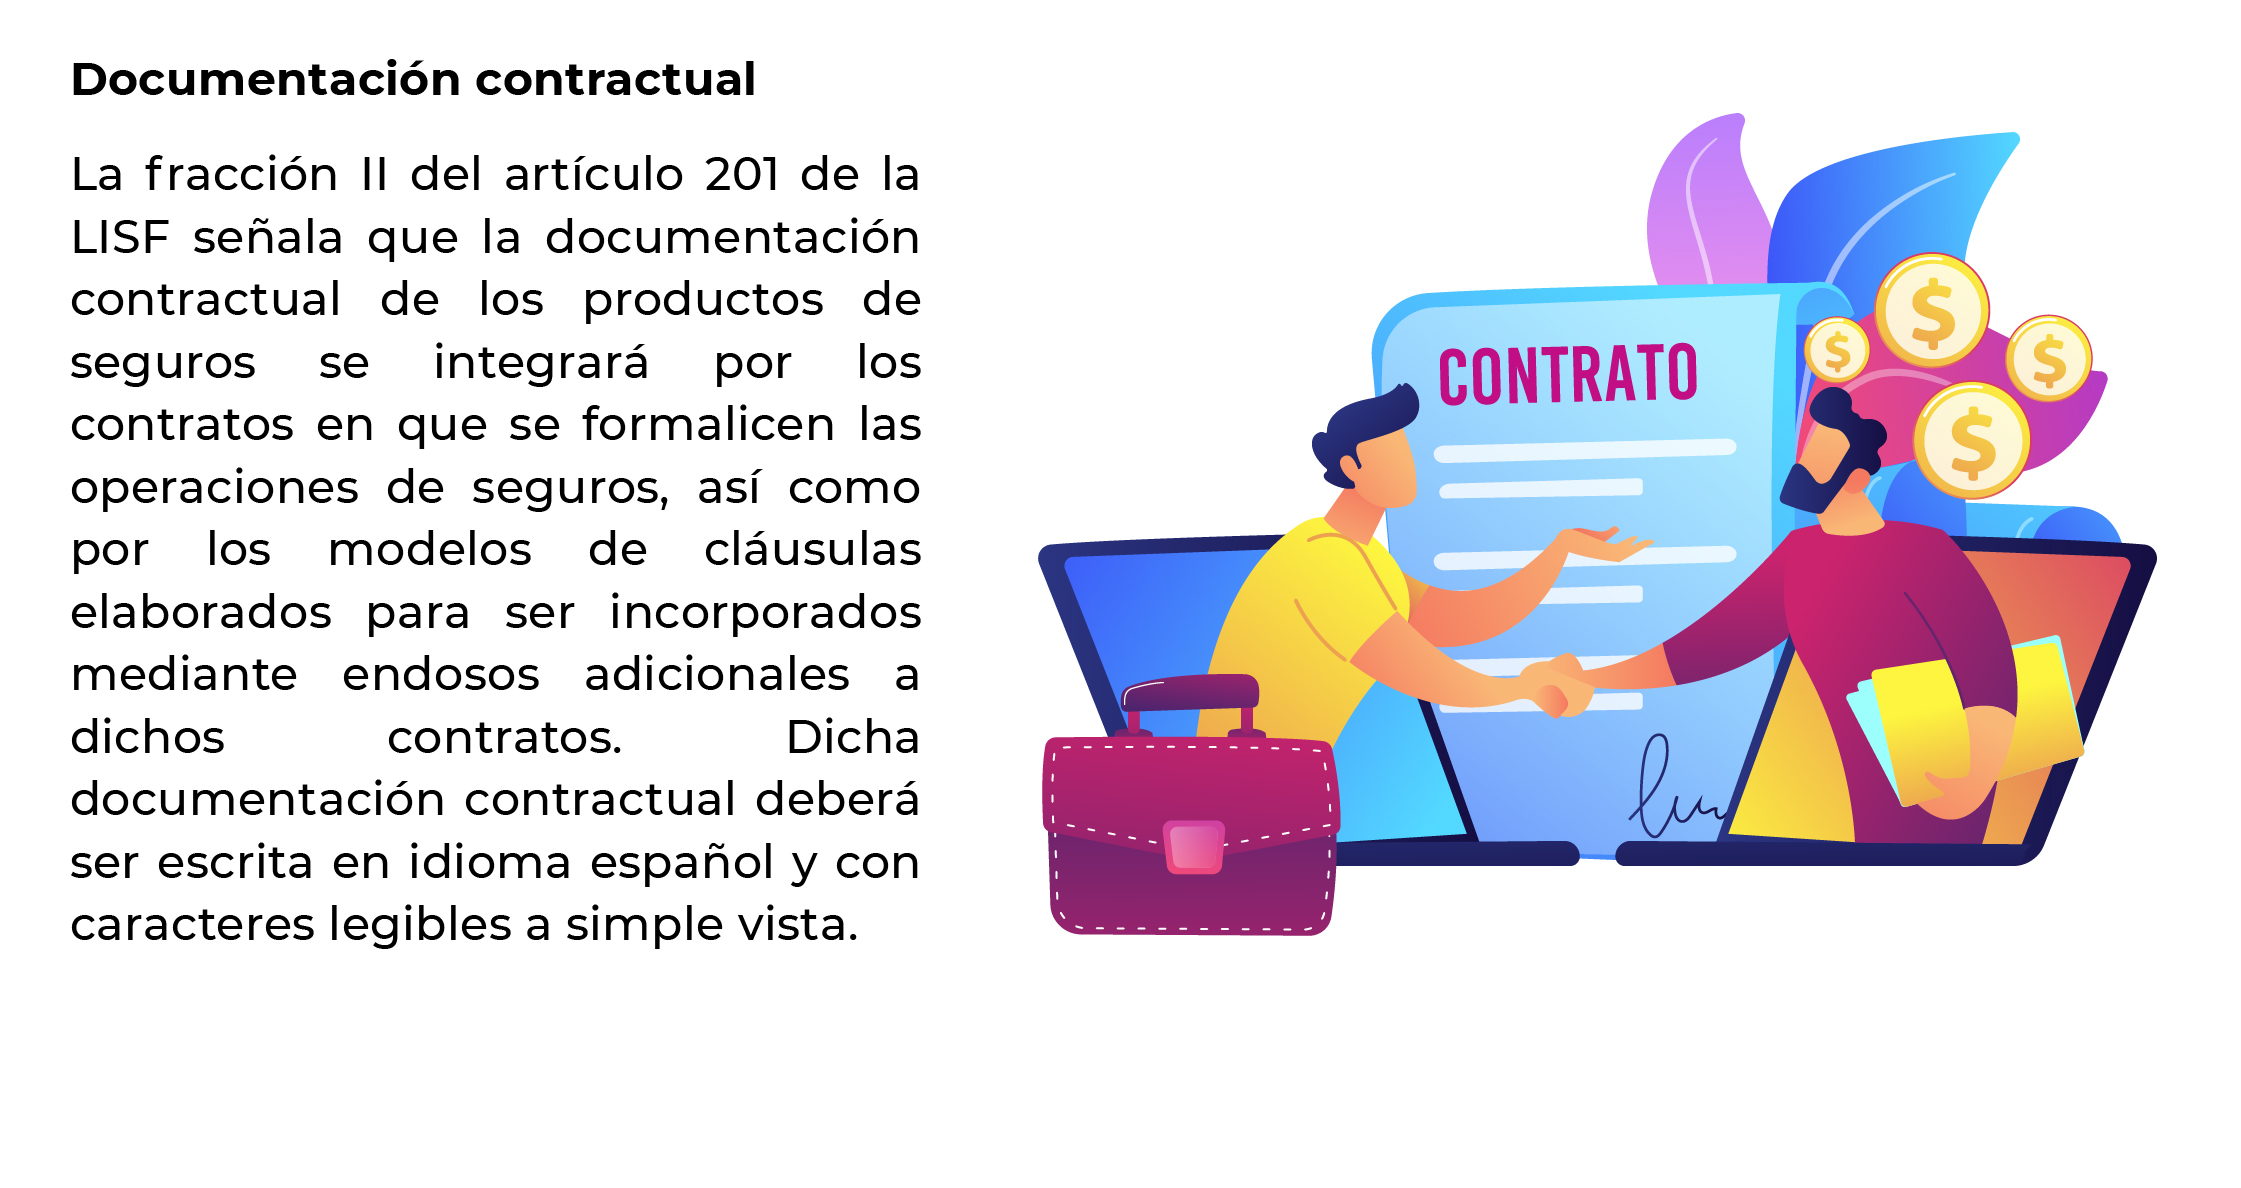 Documentación contractual
La fracción II del artículo 201 de la
LISF señala que la documentación
contractual de los productos de
seguros se integrará por los
contratos en que se formalicen las
operaciones de seguros, así como
por los modelos de cláusulas
elaborados para ser incorporados
mediante endosos adicionales a
dichos contratos. Dicha
documentación contractual deberá
ser escrita en idioma español y con
caracteres legibles a simple vista.
CONTRATO
$
$
$
$